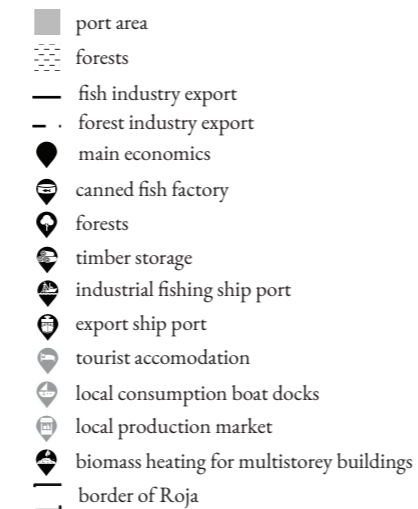 port area
forests
fish industry export
forest industry export
main economics
canned fish factory
forests
timber storage
industrial fishing ship port
export ship port
tourist accomodation
local consumption boat docks
local production market
biomass heating for multistorey buildings
border of Roja